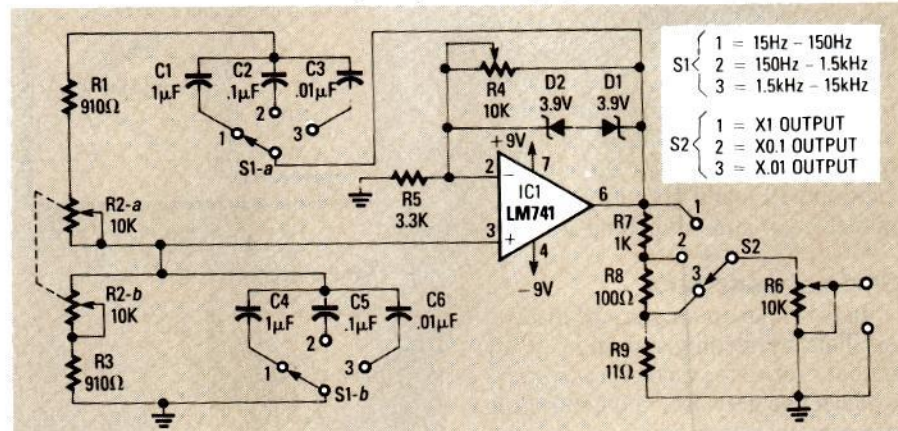 R1
910Ω
C1
1μF
C2
.1μF
C3
.01μF
1
2
3
S1-a
R4
10K
D2
3.9V
D1
3.9V
S1
1 = 15Hz – 150Hz
2 = 150Hz – 1.5kHz
3 = 1.5kHz – 15kHz
S2
1 = X1 OUTPUT
2 = X0.1 OUTPUT
3 = X.01 OUTPUT
R2-a
10K
R5
3.3K
+9V
7
2
−
IC1
LM741
6
3
+
4
−9V
R7
1K
1
2
3
S2
R8
100Ω
R6
10K
R9
11Ω
R2-b
10K
R3
910Ω
C4
1μF
C5
.1μF
C6
.01μF
1
2
3
S1-b